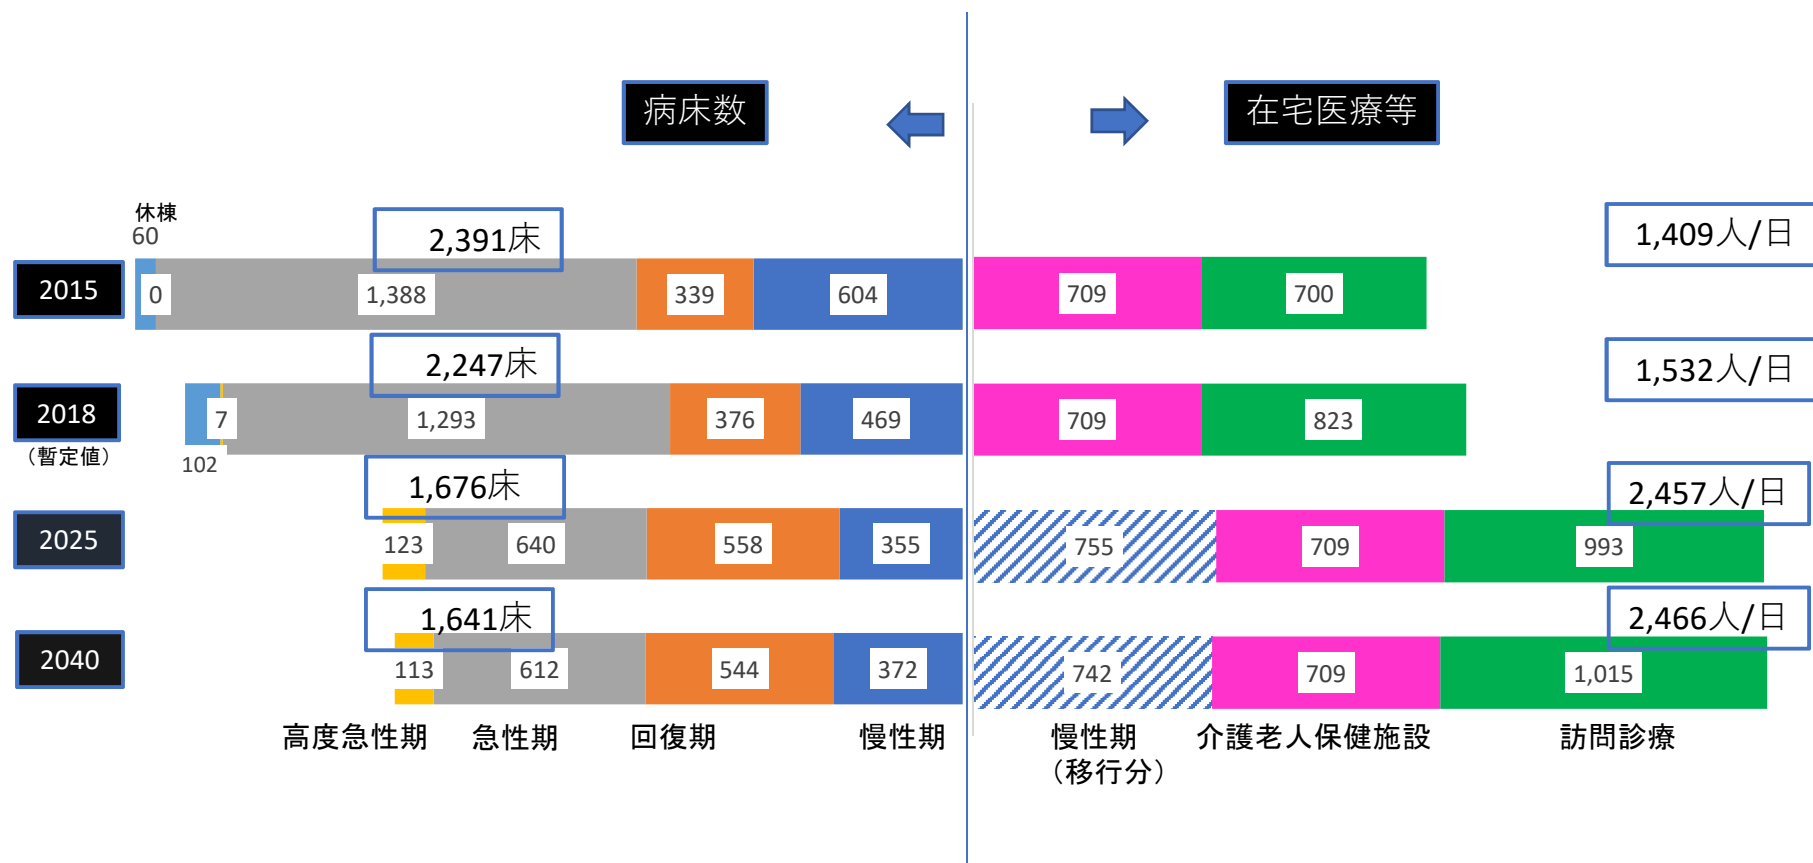 病床数
在宅医療等
休棟
60
2,391床
1,409人/日
2015
0
1,388
339
604
709
700
2,247床
1,532人/日
2018
7
1,293
376
469
709
823
（暫定値）
102
1,676床
2,457人/日
2025
123
640
558
355
755
709
993
1,641床
2,466人/日
2040
113
612
544
372
742
709
1,015
高度急性期
急性期
回復期
慢性期
慢性期
（移行分）
介護老人保健施設
訪問診療